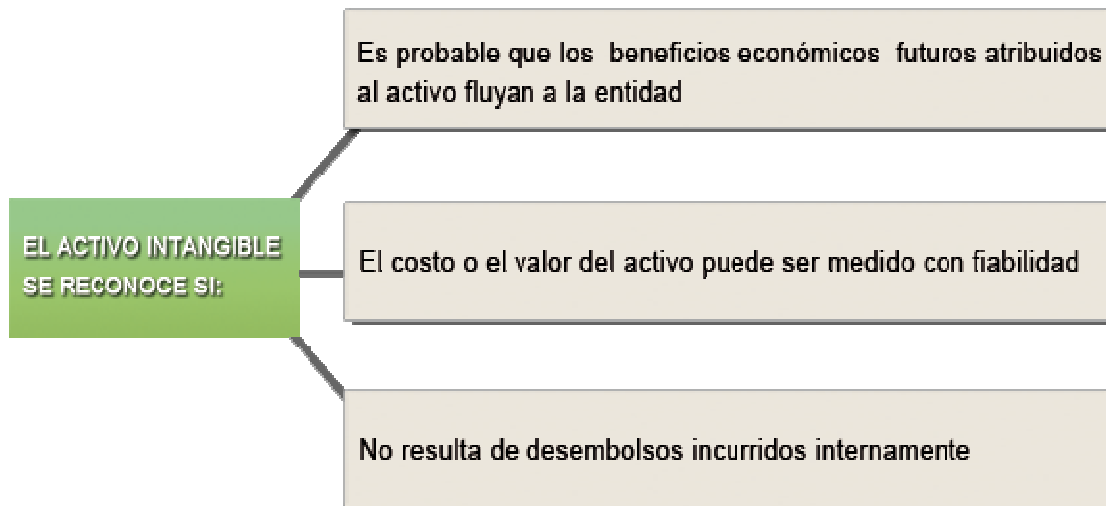 Es probable que los beneficios económicos futuros atribuidos
al activo fluyan a la entidad
EL ACTIVO INTANGIBLE
SE RECONOCE SI:
El costo o el valor del activo puede ser medido con fiabilidad
No resulta de desembolsos incurridos internamente